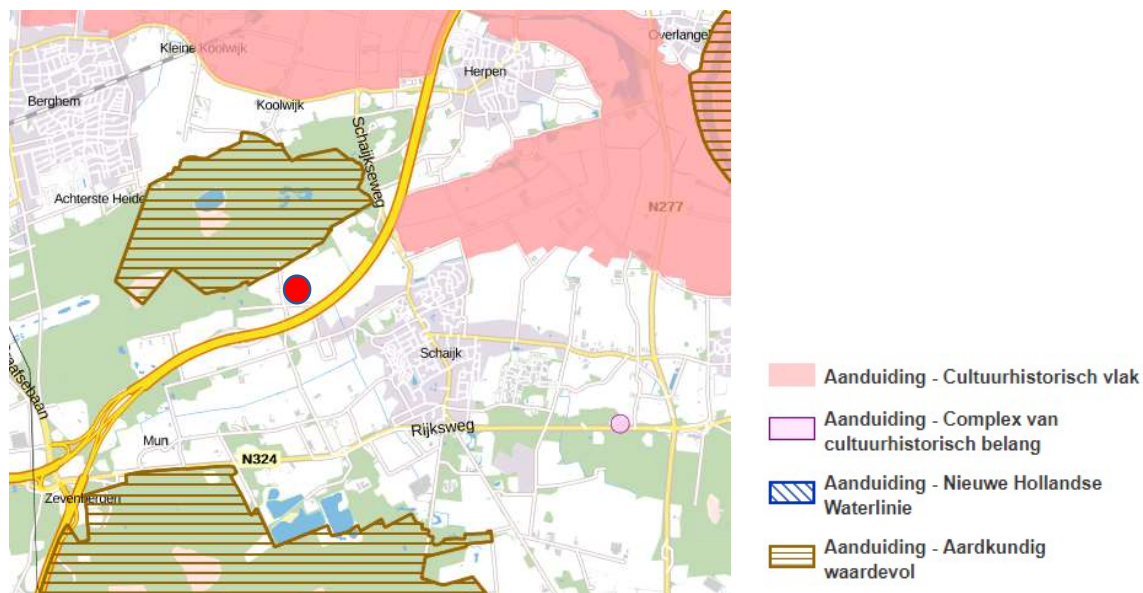 Kleine Koolwijk
Overlangel
Herpen
Berghem
Koolwijk
Schaijkseweg
Achterste Heide
N277
Schaijk
Aanduiding - Cultuurhistorisch vlak
Aanduiding - Complex van
cultuurhistorisch belang
Rijksweg
Mun
N324
Aanduiding - Nieuwe Hollandse
Waterlinie
Zevenbergen
Aanduiding - Aardkundig
waardevol